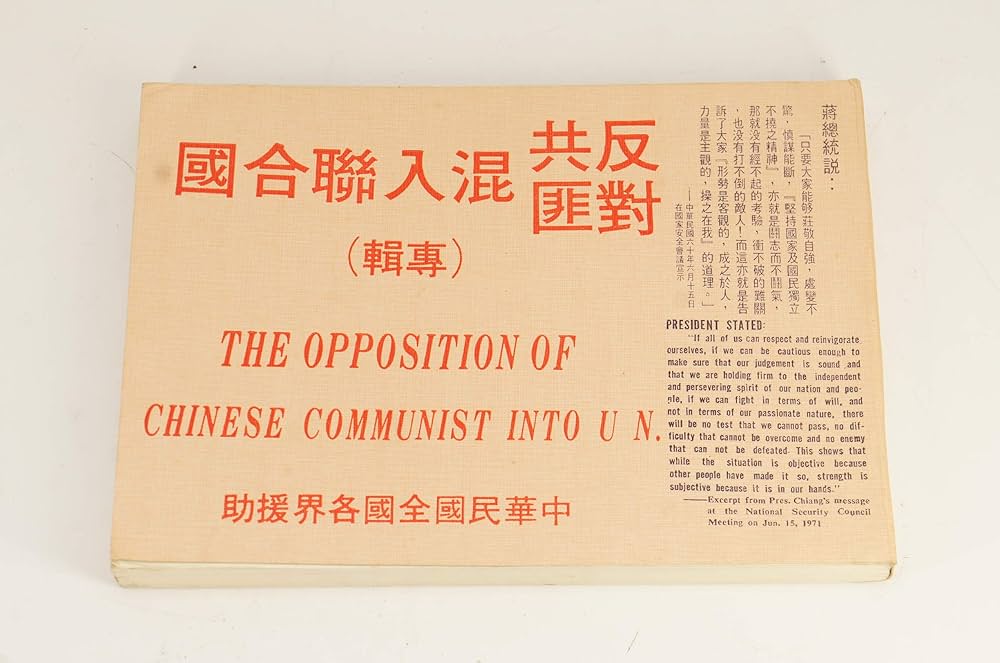 反對共匪混入聯合國
（專輯）
THE OPPOSITION OF
CHINESE COMMUNIST INTO U N.
中華民國全國各界援助
蔣總統説：
「只要大家能够莊敬自強，處變不
驚，慎謀能斷，『堅持國家及國民獨立
不撓之精神』，亦就是鬪志而不鬪氣，
那就没有經不起的考驗，衝不破的難關
，也没有打不倒的敵人！而這亦就是告
訴了大家『形勢是客觀的，成之於人，
力量是主觀的，操之在我』的道理。」
——中華民國六十年六月十五日
在國家安全會議宣示
PRESIDENT STATED:
"If all of us can respect and reinvigorate
ourselves, if we can be cautious enough to
make sure that our judgement is sound and
that we are holding firm to the independent
and persevering spirit of our nation and peo-
ple, if we can fight in terms of will, and
not in terms of our passionate nature, there
will be no test that we cannot pass, no dif-
ficulty that cannot be overcome and no enemy
that can not be defeated. This shows that
while the situation is objective because
other people have made it so, strength is
subjective because it is in our hands."
——Excerpt from Pres. Chiang's message
at the National Security Council
Meeting on Jun. 15, 1971